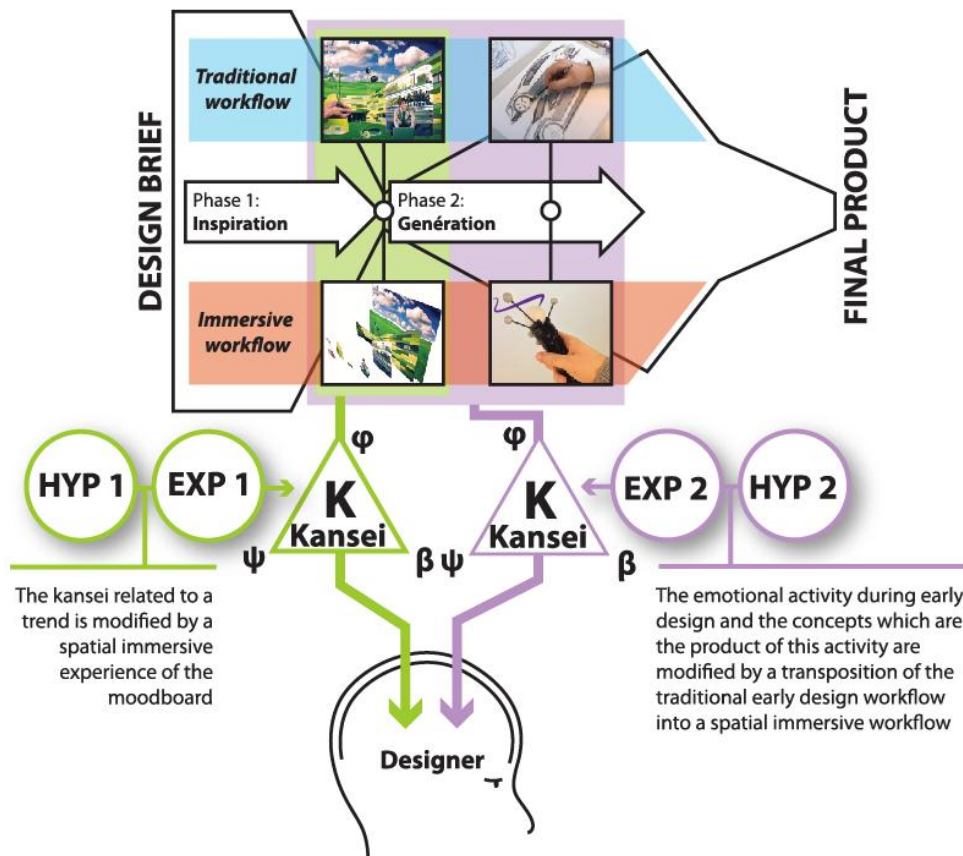 DESIGN BRIEF
Traditional
workflow
Phase 1:
Inspiration
Phase 2:
Genération
Immersive
workflow
FINAL PRODUCT
HYP 1
EXP 1
φ
K
Kansei
ψ
β
φ
K
Kansei
ψ
β
EXP 2
HYP 2
The kansei related to a
trend is modified by a
spatial immersive
experience of the
moodboard
The emotional activity during early
design and the concepts which are
the product of this activity are
modified by a transposition of the
traditional early design workflow
into a spatial immersive workflow
Designer